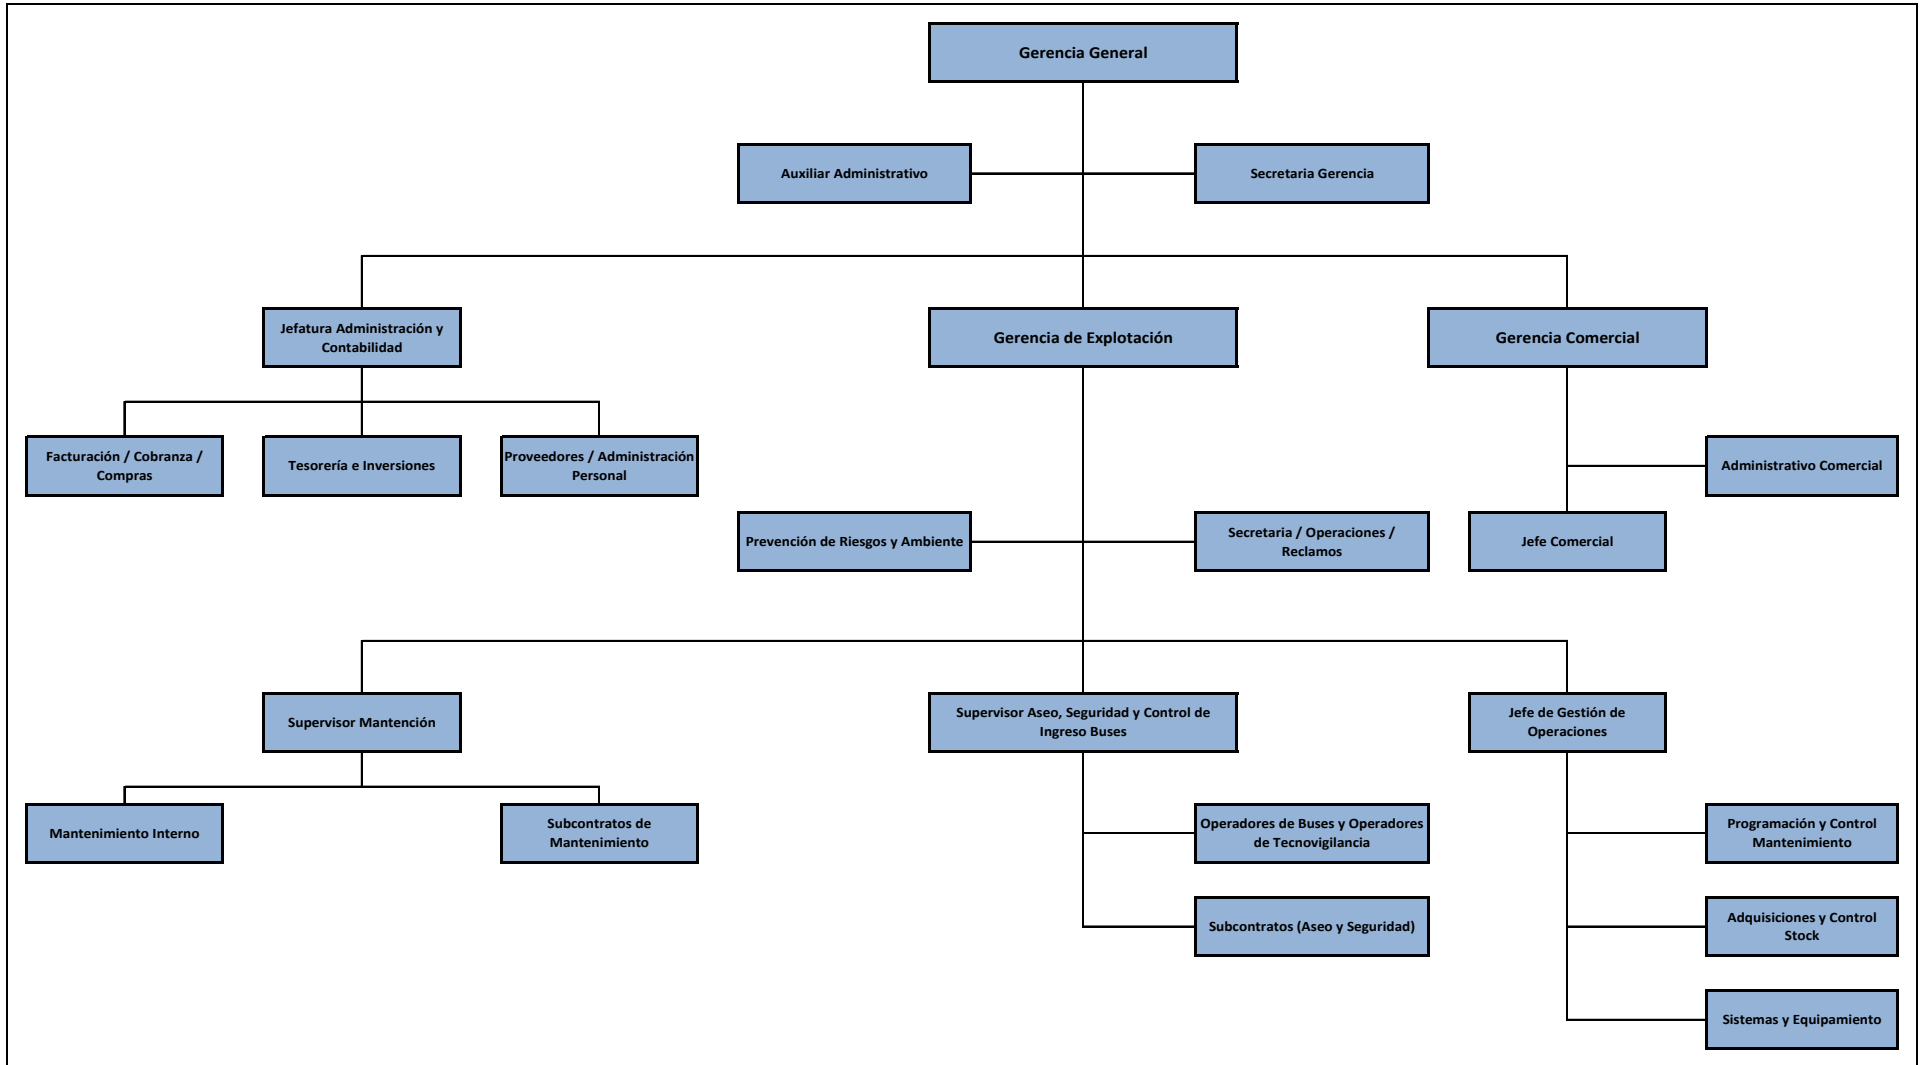 Gerencia General
Auxiliar Administrativo
Secretaria Gerencia
Jefatura Administración y
Contabilidad
Gerencia de Explotación
Gerencia Comercial
Facturación / Cobranza /
Compras
Tesorería e Inversiones
Proveedores / Administración
Personal
Administrativo Comercial
Prevención de Riesgos y Ambiente
Secretaria / Operaciones /
Reclamos
Jefe Comercial
Supervisor Mantención
Supervisor Aseo, Seguridad y Control de
Ingreso Buses
Jefe de Gestión de
Operaciones
Mantenimiento Interno
Subcontratos de
Mantenimiento
Operadores de Buses y Operadores
de Tecnovigilancia
Programación y Control
Mantenimiento
Subcontratos (Aseo y Seguridad)
Adquisiciones y Control
Stock
Sistemas y Equipamiento